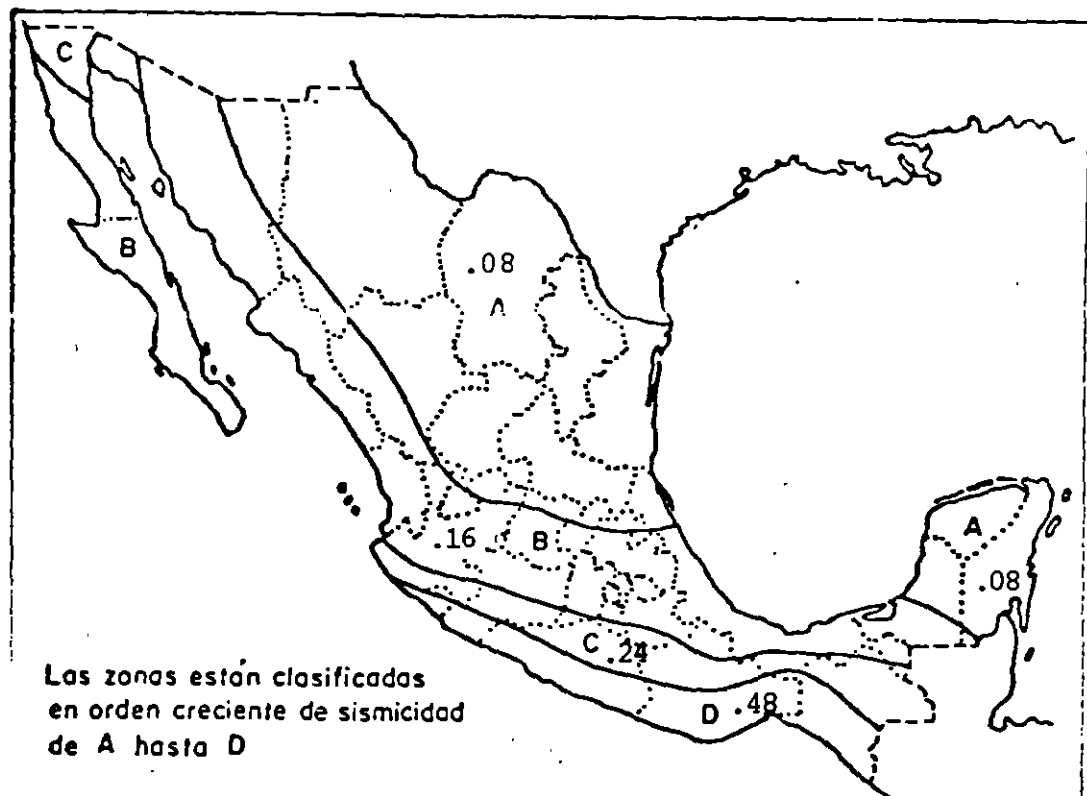 C
B
.08
A
.16
B
A
.08
C
.24
D
.48
Las zonas están clasificadas
en orden creciente de sismicidad
de A hasta D